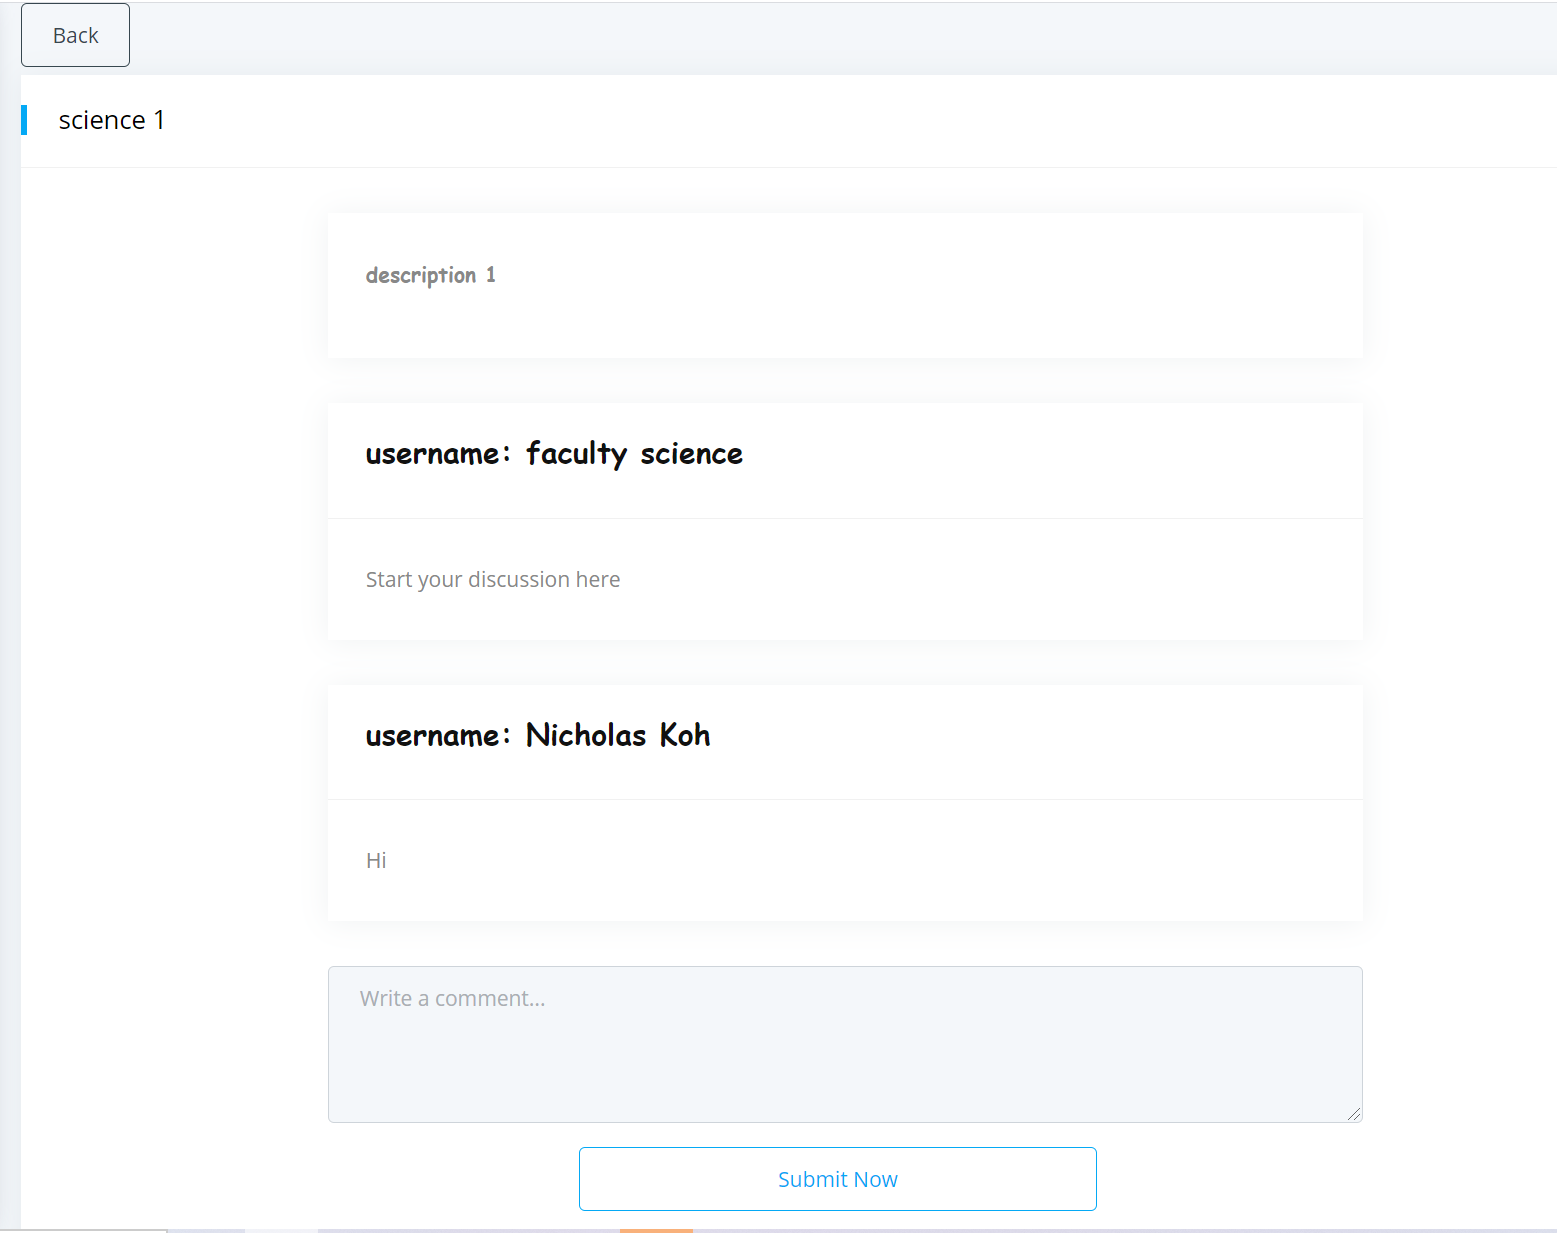 Back
science 1
description 1
username: faculty science
Start your discussion here
username: Nicholas Koh
Hi
Write a comment...
Submit Now